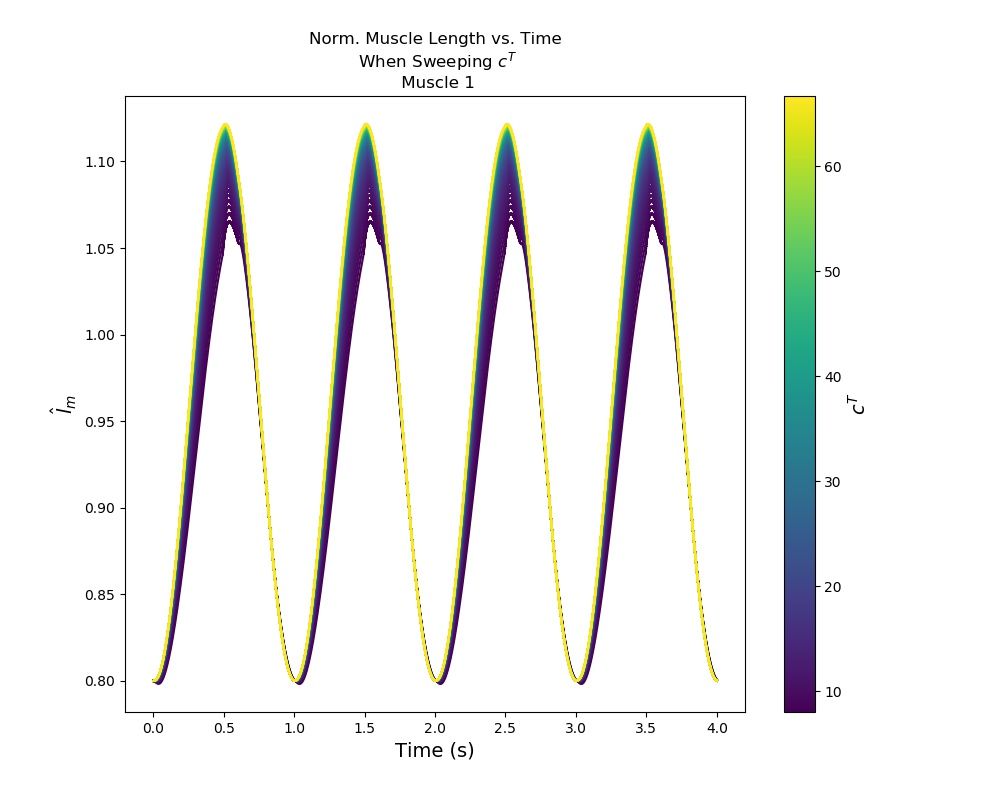 Norm. Muscle Length vs. Time
When Sweeping $c^T$
Muscle 1
1.10
1.05
1.00
0.95
0.90
0.85
0.80
$\hat{l}_m$
0.0 0.5 1.0 1.5 2.0 2.5 3.0 3.5 4.0
Time (s)
60
50
40
30
20
10
$c^T$